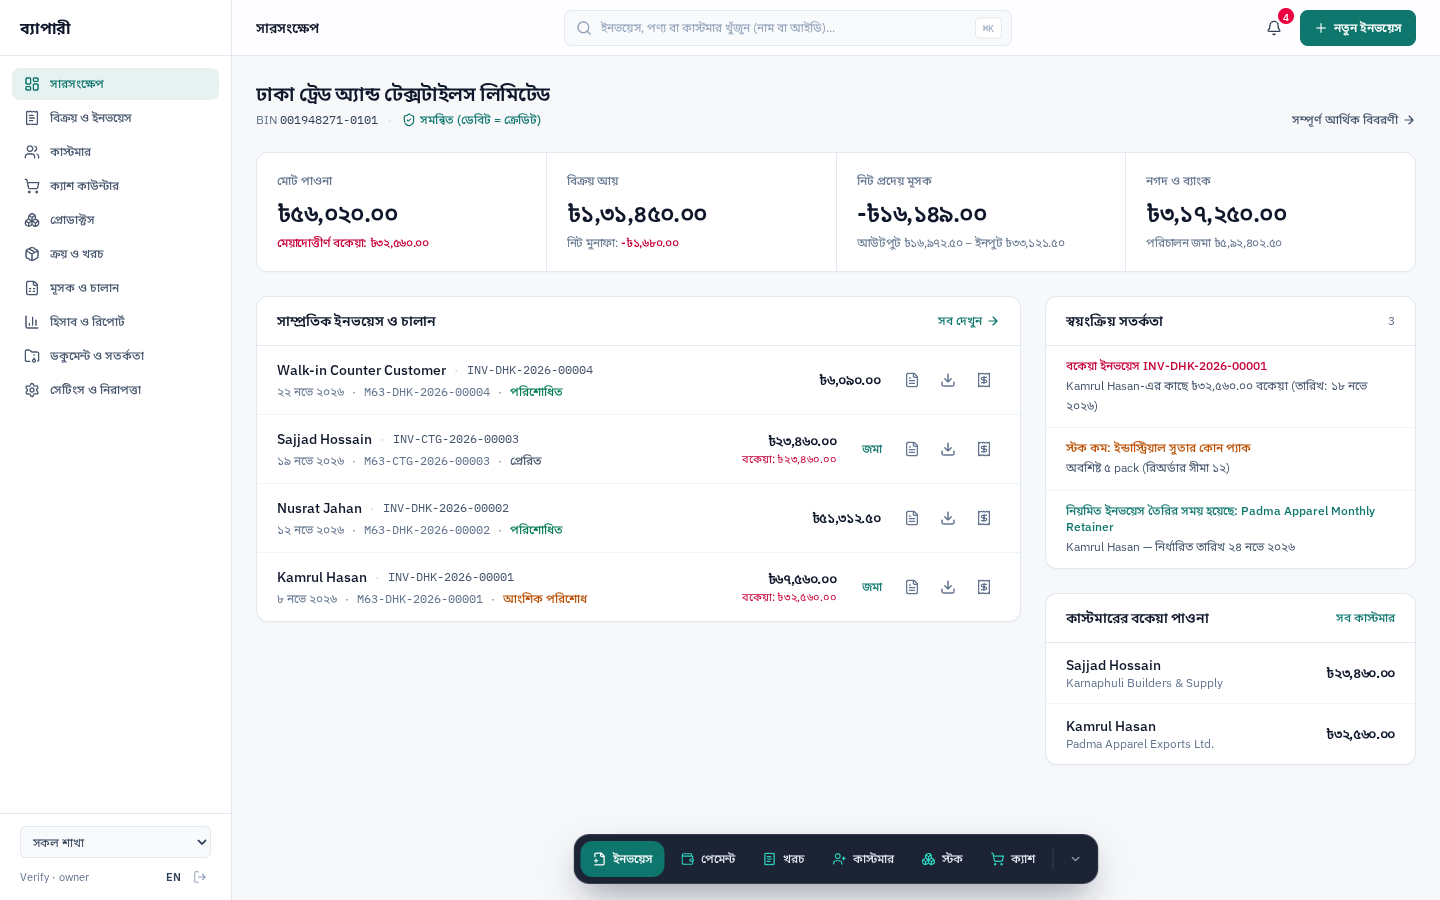 ব্যাপারী
সারসংক্ষেপ
ইনভয়েস, পণ্য বা কাস্টমার খুঁজুন (নাম বা আইডি)...
⌘K
4
নতুন ইনভয়েস
সারসংক্ষেপ
বিক্রয় ও ইনভয়েস
কাস্টমার
ক্যাশ কাউন্টার
প্রোডাক্টস
ক্রয় ও খরচ
মূসক ও চালান
হিসাব ও রিপোর্ট
ডকুমেন্ট ও সতর্কতা
সেটিংস ও নিরাপত্তা
সকল শাখা
Verify · owner
EN
ঢাকা ট্রেড অ্যান্ড টেক্সটাইলস লিমিটেড
BIN 001948271-0101 · সমন্বিত (ডেবিট = ক্রেডিট)
সম্পূর্ণ আর্থিক বিবরণী →
মোট পাওনা
৳৫৬,০২০.০০
মেয়াদোত্তীর্ণ বকেয়া: ৳৩২,৫৬০.০০
বিক্রয় আয়
৳১,৩১,৪৫০.০০
নিট মুনাফা: -৳১,৬৮০.০০
নিট প্রদেয় মূসক
-৳১৬,১৪৯.০০
আউটপুট ৳১৬,৯৭২.৫০ − ইনপুট ৳৩৩,১২১.৫০
নগদ ও ব্যাংক
৳৩,১৭,২৫০.০০
পরিচালন জমা ৳৫,৯২,৪০২.৫০
সাম্প্রতিক ইনভয়েস ও চালান
সব দেখুন →
Walk-in Counter Customer · INV-DHK-2026-00004
২২ নভে ২০২৬ · M63-DHK-2026-00004 · পরিশোধিত
৳৬,০৯০.০০
Sajjad Hossain · INV-CTG-2026-00003
১৯ নভে ২০২৬ · M63-CTG-2026-00003 · প্রেরিত
৳২৩,৪৬০.০০
বকেয়া: ৳২৩,৪৬০.০০
জমা
Nusrat Jahan · INV-DHK-2026-00002
১২ নভে ২০২৬ · M63-DHK-2026-00002 · পরিশোধিত
৳৫১,৩১২.৫০
Kamrul Hasan · INV-DHK-2026-00001
৮ নভে ২০২৬ · M63-DHK-2026-00001 · আংশিক পরিশোধ
৳৬৭,৫৬০.০০
বকেয়া: ৳৩২,৫৬০.০০
জমা
স্বয়ংক্রিয় সতর্কতা
3
বকেয়া ইনভয়েস INV-DHK-2026-00001
Kamrul Hasan-এর কাছে ৳৩২,৫৬০.০০ বকেয়া (তারিখ: ১৮ নভে
২০২৬)
স্টক কম: ইন্ডাস্ট্রিয়াল সুতার কোন প্যাক
অবশিষ্ট ৫ pack (রিঅর্ডার সীমা ১২)
নিয়মিত ইনভয়েস তৈরির সময় হয়েছে: Padma Apparel Monthly
Retainer
Kamrul Hasan — নির্ধারিত তারিখ ২৪ নভে ২০২৬
কাস্টমারের বকেয়া পাওনা
সব কাস্টমার
Sajjad Hossain
Karnaphuli Builders & Supply
৳২৩,৪৬০.০০
Kamrul Hasan
Padma Apparel Exports Ltd.
৳৩২,৫৬০.০০
ইনভয়েস
পেমেন্ট
খরচ
কাস্টমার
স্টক
ক্যাশ